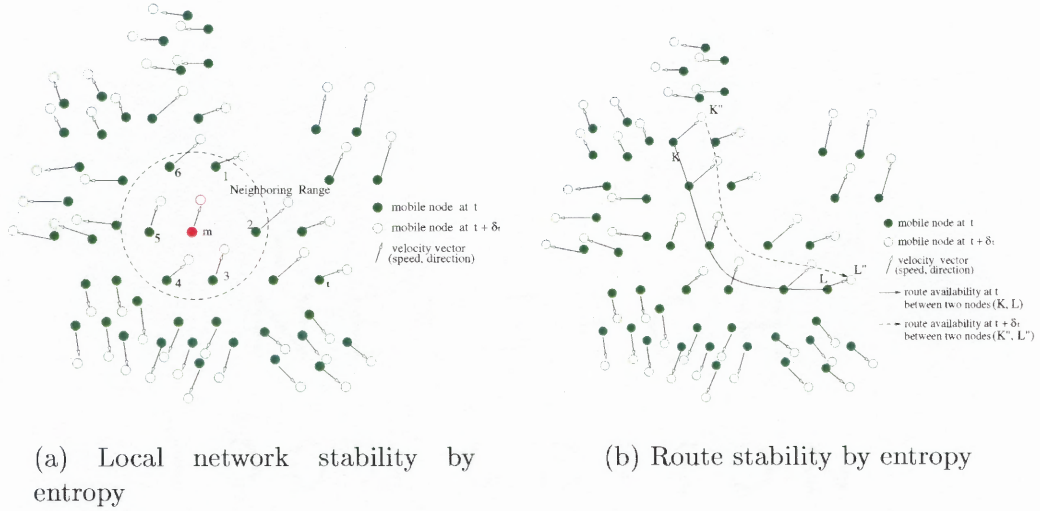 6
1
Neighboring Range
5
m
2
4
3
t
mobile node at t
mobile node at t + δₜ
velocity vector
(speed, direction)
K"
K
L"
L
mobile node at t
mobile node at t + δₜ
velocity vector
(speed, direction)
route availability at t
between two nodes (K, L)
route availability at t + δₜ
between two nodes (K", L")
(a) Local network stability by
entropy
(b) Route stability by entropy